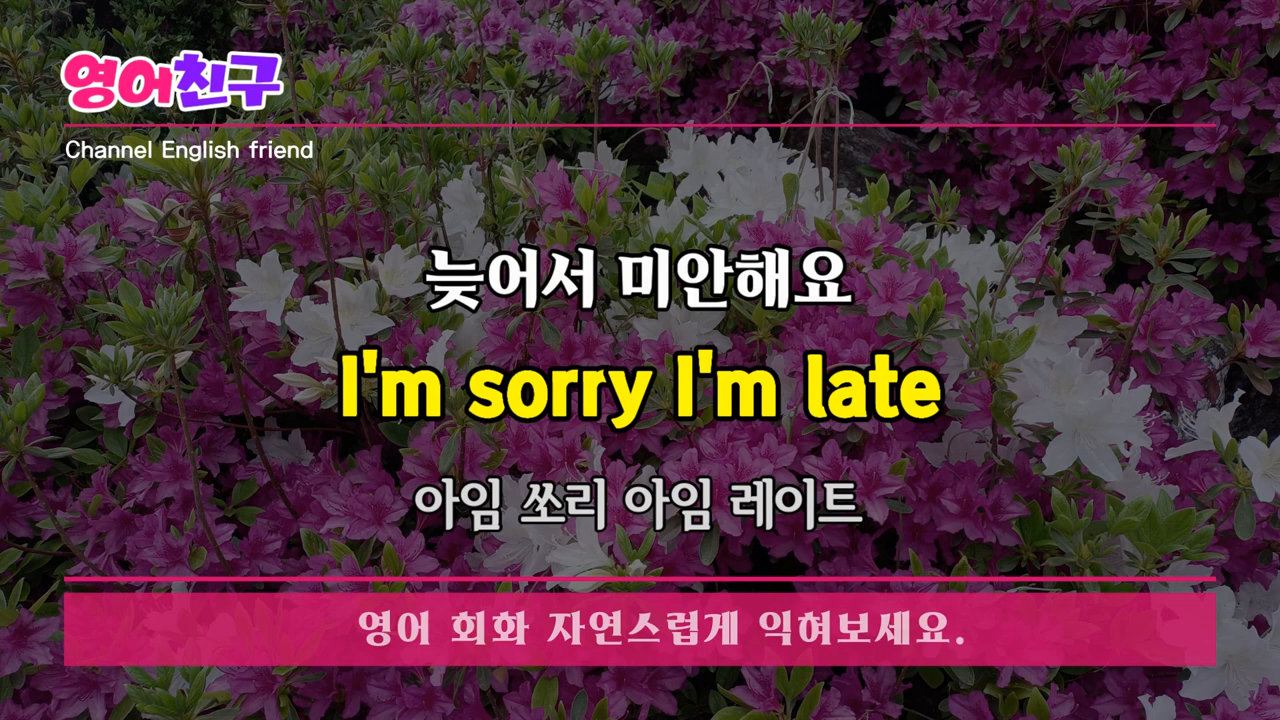 영어친구
Channel English friend
늦어서 미안해요
I'm sorry I'm late
아임 쏘리 아임 레이트
영어 회화 자연스럽게 익혀보세요.